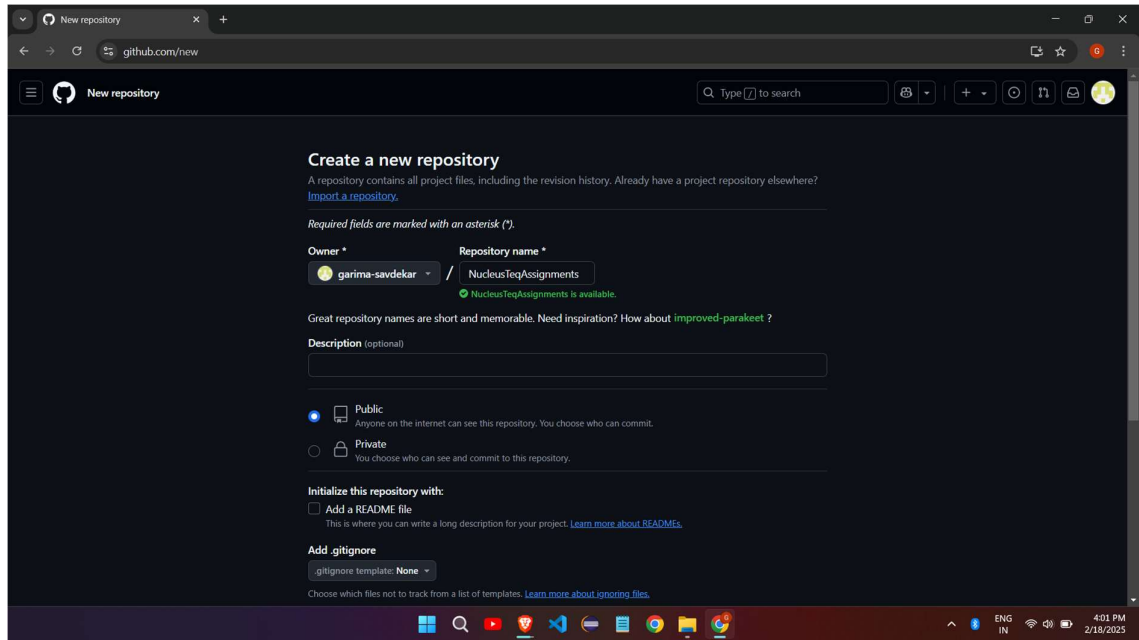 New repository
github.com/new
G
New repository
Type / to search
Create a new repository
A repository contains all project files, including the revision history. Already have a project repository elsewhere?
Import a repository.
Required fields are marked with an asterisk (*).
Owner * Repository name *
garima-savdekar / NucleusTeqAssignments
NucleusTeqAssignments is available.
Great repository names are short and memorable. Need inspiration? How about improved-parakeet ?
Description (optional)
Public
Anyone on the internet can see this repository. You choose who can commit.
Private
You choose who can see and commit to this repository.
Initialize this repository with:
Add a README file
This is where you can write a long description for your project. Learn more about READMEs.
Add .gitignore
.gitignore template: None
Choose which files not to track from a list of templates. Learn more about ignoring files.
ENG 4:01 PM
IN 2/18/2025